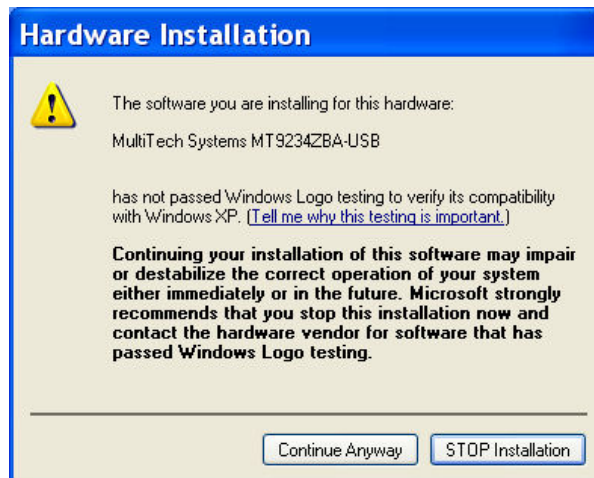 Hardware Installation
The software you are installing for this hardware:
MultiTech Systems MT9234ZBA-USB
has not passed Windows Logo testing to verify its compatibility
with Windows XP. (Tell me why this testing is important.)
Continuing your installation of this software may impair
or destabilize the correct operation of your system
either immediately or in the future. Microsoft strongly
recommends that you stop this installation now and
contact the hardware vendor for software that has
passed Windows Logo testing.
Continue Anyway STOP Installation